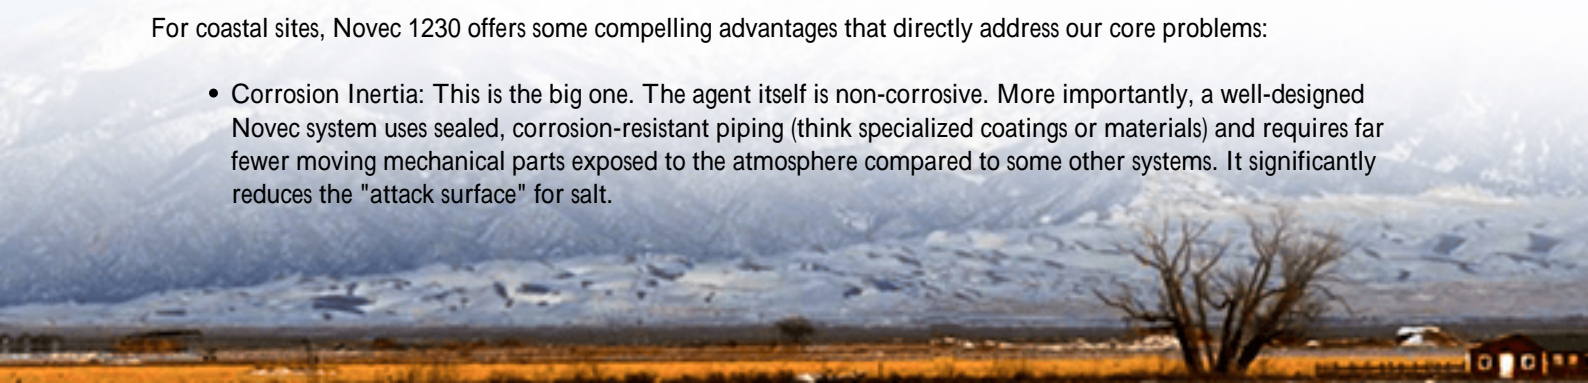 For coastal sites, Novec 1230 offers some compelling advantages that directly address our core problems:
• Corrosion Inertia: This is the big one. The agent itself is non-corrosive. More importantly, a well-designed
Novec system uses sealed, corrosion-resistant piping (think specialized coatings or materials) and requires far
fewer moving mechanical parts exposed to the atmosphere compared to some other systems. It significantly
reduces the "attack surface" for salt.